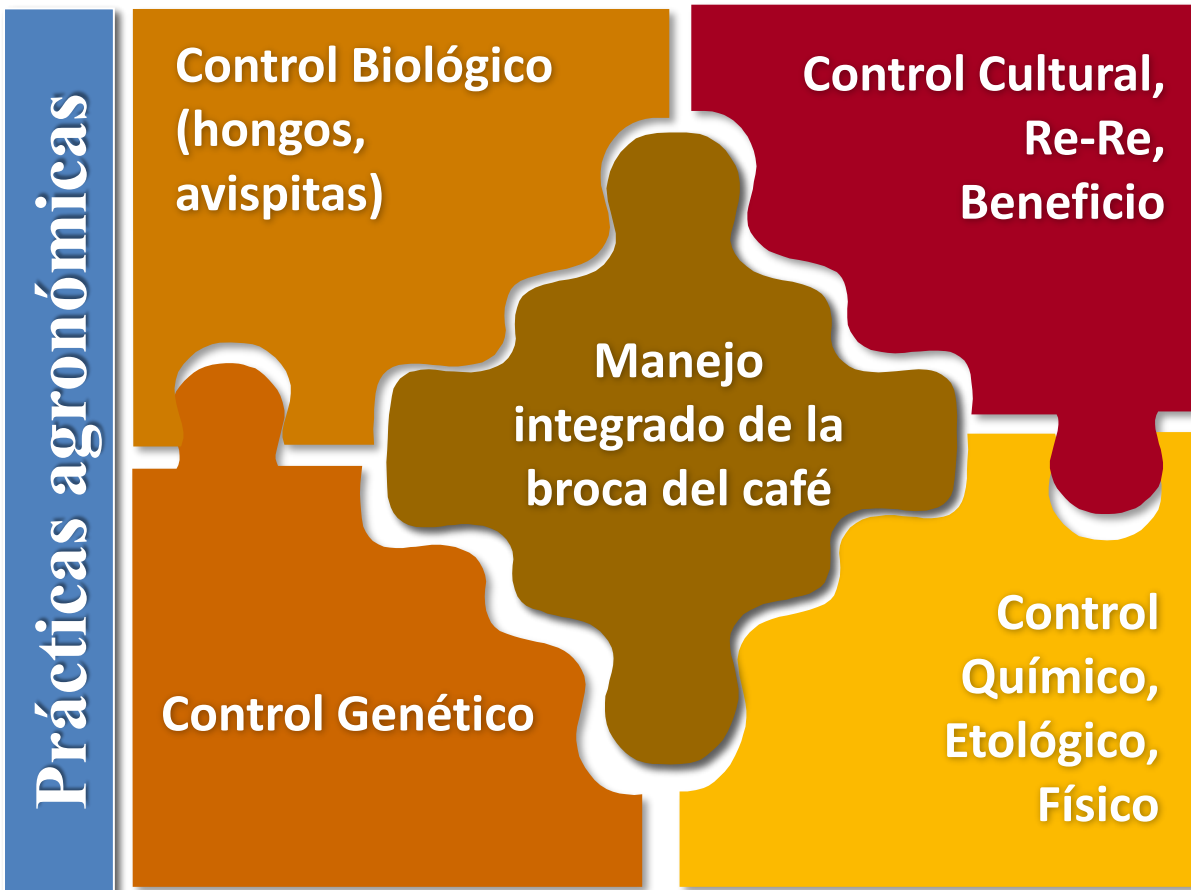 Prácticas agronómicas
Control Biológico
(hongos,
avispitas)
Control Cultural,
Re-Re,
Beneficio
Manejo
integrado de la
broca del café
Control Genético
Control
Químico,
Etológico,
Físico